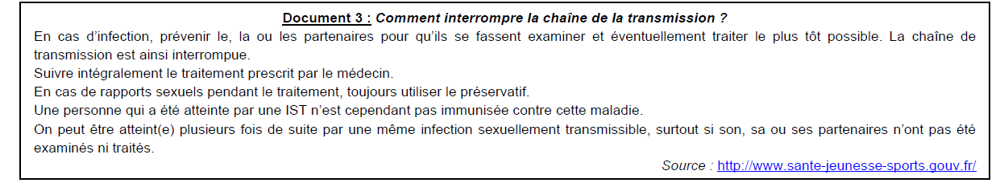 Document 3 : Comment interrompre la chaîne de la transmission ?
En cas d’infection, prévenir le, la ou les partenaires pour qu’ils se fassent examiner et éventuellement traiter le plus tôt possible. La chaîne de
transmission est ainsi interrompue.
Suivre intégralement le traitement prescrit par le médecin.
En cas de rapports sexuels pendant le traitement, toujours utiliser le préservatif.
Une personne qui a été atteinte par une IST n’est cependant pas immunisée contre cette maladie.
On peut être atteint(e) plusieurs fois de suite par une même infection sexuellement transmissible, surtout si son, sa ou ses partenaires n’ont pas été
examinés ni traités.
Source : http://www.sante-jeunesse-sports.gouv.fr/